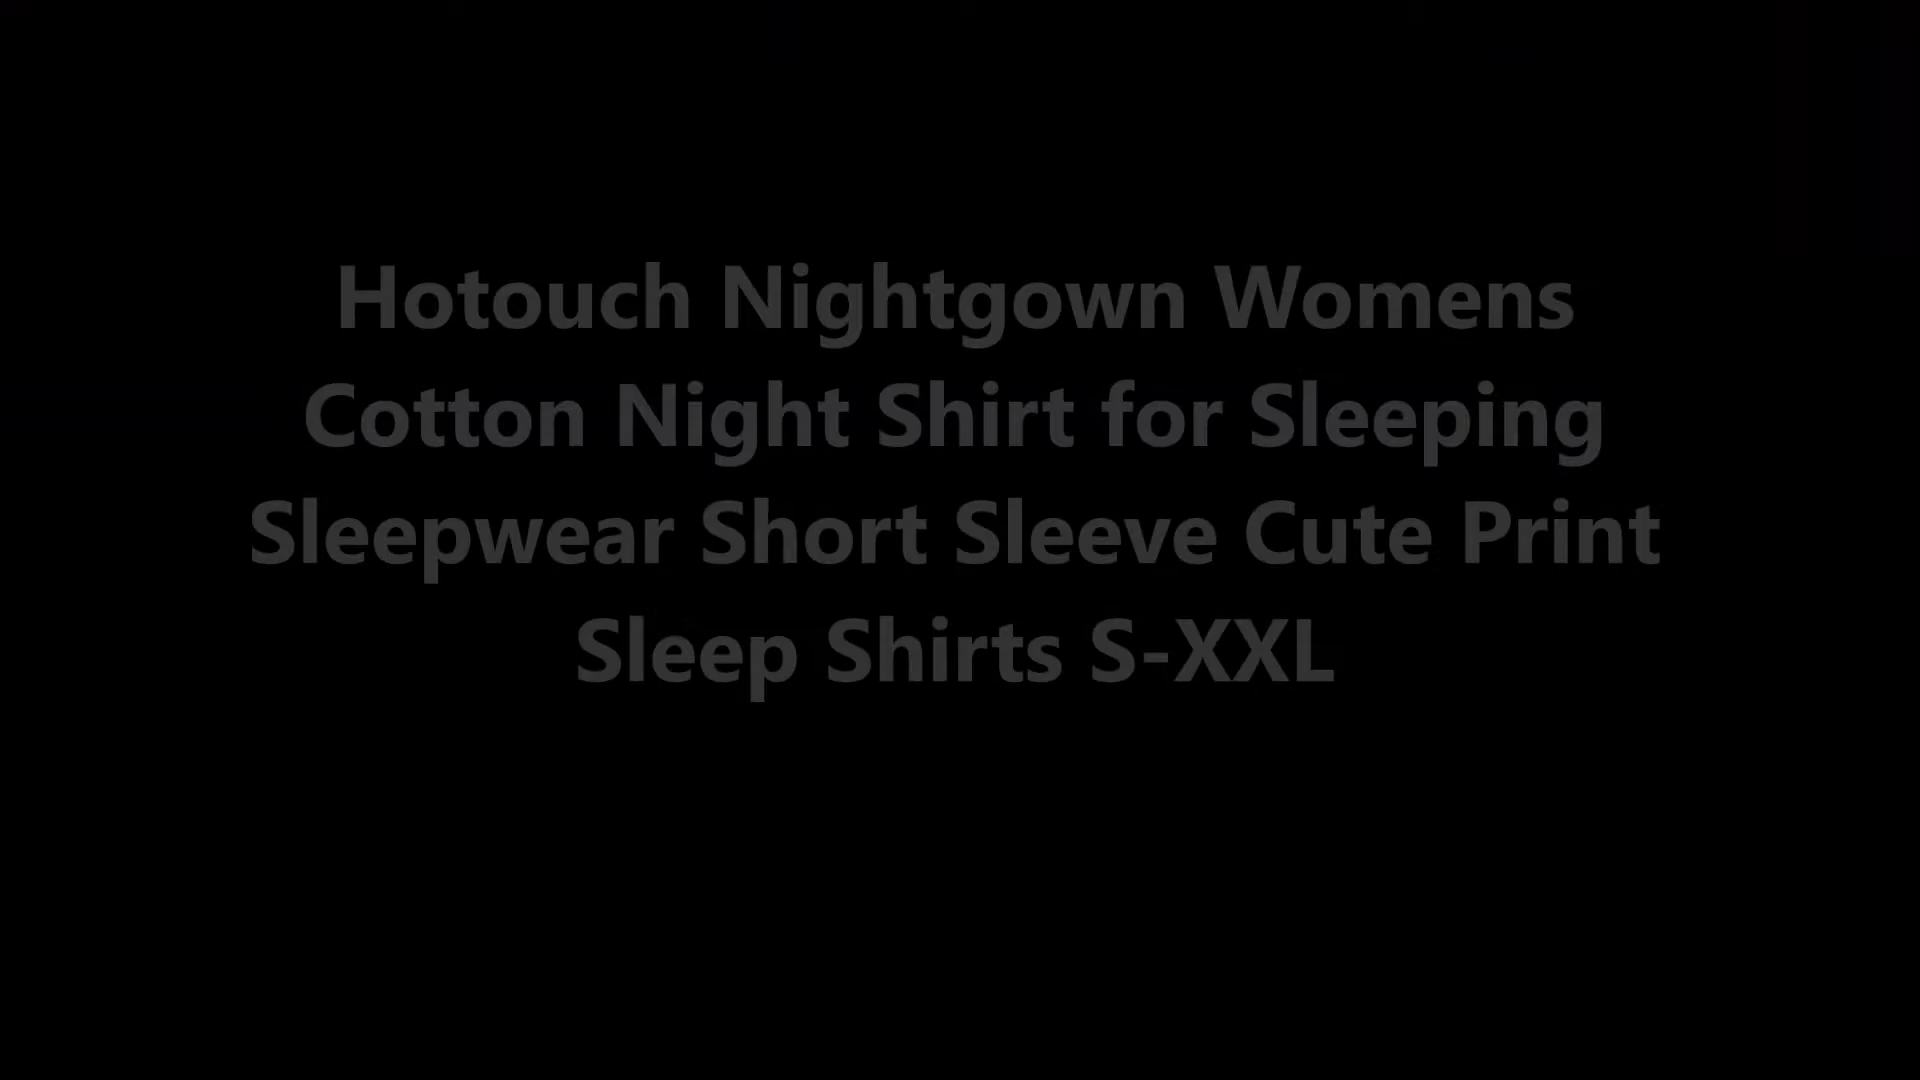 Hotouch Nightgown Womens
Cotton Night Shirt for Sleeping
Sleepwear Short Sleeve Cute Print
Sleep Shirts S-XXL